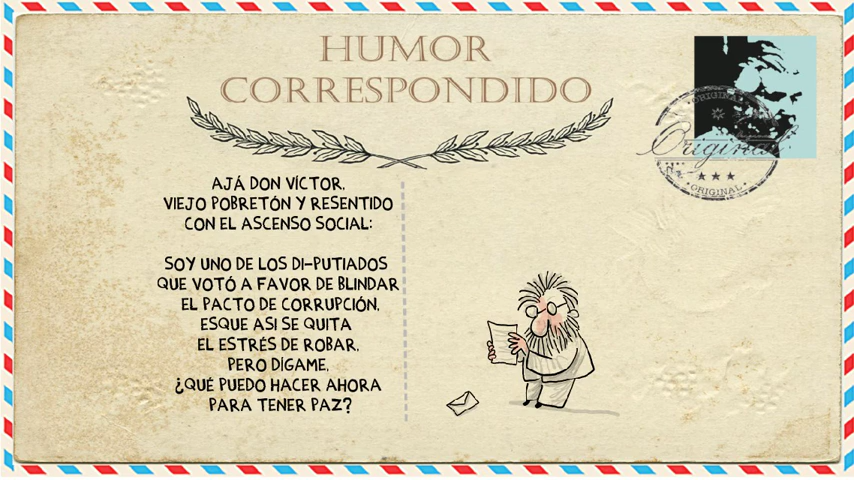 HUMOR
CORRESPONDIDO
ORIGINAL
Original
ORIGINAL
AJÁ DON VÍCTOR,
VIEJO POBRETÓN Y RESENTIDO
CON EL ASCENSO SOCIAL:
SOY UNO DE LOS DI-PUTIADOS
QUE VOTÓ A FAVOR DE BLINDAR
EL PACTO DE CORRUPCIÓN,
ESQUE ASI SE QUITA
EL ESTRÉS DE ROBAR,
PERO DÍGAME,
¿QUÉ PUEDO HACER AHORA
PARA TENER PAZ?